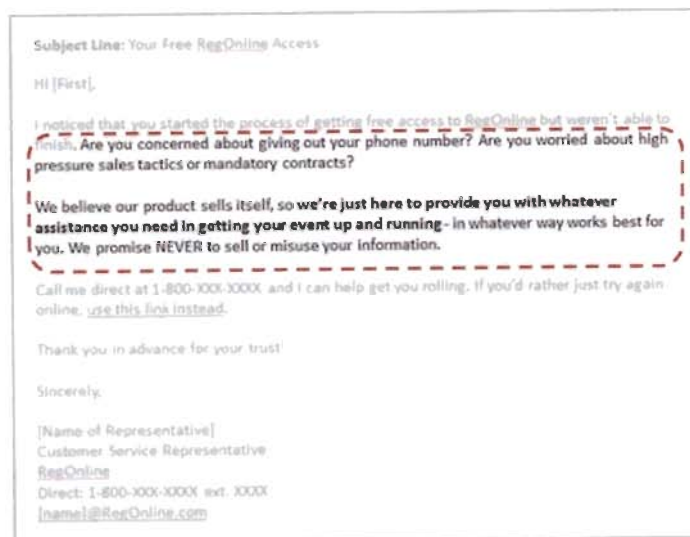 Subject Line: Your Free RegOnline Access
Hi [First],
I noticed that you started the process of getting free access to RegOnline but weren't able to
finish. Are you concerned about giving out your phone number? Are you worried about high
pressure sales tactics or mandatory contracts?
We believe our product sells itself, so we're just here to provide you with whatever
assistance you need in getting your event up and running - in whatever way works best for
you. We promise NEVER to sell or misuse your information.
Call me direct at 1-800-XXX-XXXX and I can help get you rolling. If you'd rather just try again
online, use this link instead.
Thank you in advance for your trust!
Sincerely,
[Name of Representative]
Customer Service Representative
RegOnline
Direct: 1-800-XXX-XXXX ext. XXXX
[name]@RegOnline.com